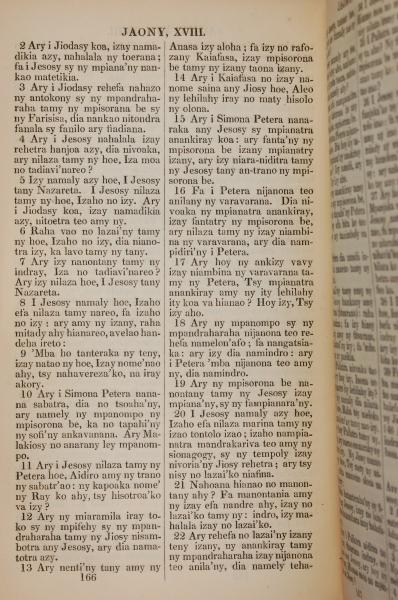 JAONY, XVIII.
2 Ary i Jiodasy koa, izay nama-
dikia azy, nahalala ny toerana;
fa i Jesosy sy ny mpiana'ny nan-
kao matetikia.
3 Ary i Jiodasy rehefa nahazo
ny antokony sy ny mpandraha-
raha tamy ny mpisorana be sy
ny Farisisa, dia nankao nitondra
fanala sy fanilo ary fiadiana.
4 Ary i Jesosy nahalala izay
rehetra hanjoa azy, dia nivoaka,
ary nilaza tamy ny hoe, Iza moa
no tadiavi'nareo?
5 Izy namaly azy hoe, I Jesosy
tany Nazareta. I Jesosy nilaza
tamy ny hoe, Izaho no izy. Ary
i Jiodasy koa, izay namadikia
azy, nitoetra teo amy ny.
6 Raha vao no lazai'ny tamy
ny hoe, Izaho no izy, dia niano-
tra izy, ka lavo tamy ny tany.
7 Ary izy nanontany tamy ny
indray, Iza no tadiavi'nareo?
Ary izy nilaza hoe, I Jesosy tany
Nazareta.
8 I Jesosy namaly hoe, Izaho
efa nilaza tamy nareo, fa izaho
no izy: ary amy ny izany, raha
mitady ahy hianareo, avelao han-
deha ireto:
9 'Mba ho tanteraka ny teny,
izay natao ny hoe, Izay nome'nao
ahy, tsy nahavereza'ko, na iray
akory.
10 Ary i Simona Petera nana-
na sabatra, dia no tsoaha'ny,
ary namely ny mpanompo ny
mpisorona be, ka no tapahi'ny
ny sofi'ny ankavanana. Ary Ma-
lakiosy no anarany ley mpanom-
po.
11 Ary i Jesosy nilaza tamy ny
Petera hoe, Aidiro amy ny trano
ny sabatr'ao: ny kapoaka nome'
ny Ray ko ahy, tsy hisotroa'ko
va izy?
12 Ary ny miaramila iray to-
ko sy ny mpifehy sy ny mpan-
draharaha tamy ny Jiosy nisam-
botra any Jesosy, ary dia nama-
totra azy.
13 Ary nenti'ny tany amy ny
166
Anasa izy aloha; fa izy no rafo-
zany Kaiafasa, izay mpisorona
be tamy ny izany taona izany.
14 Ary i Kaiafasa no izay na-
nome saina any Jiosy hoe, Aleo
ny lehilahy iray no maty hisolo
ny olona.
15 Ary i Simona Petera nana-
raka any Jesosy sy mpianatra
anankiray koa: ary fanta'ny ny
mpisorona be izany mpianatry
izany, ary izy niara-niditra tamy
ny Jesosy tany an-trano ny mpi-
sorona be.
16 Fa i Petera nijanona teo
anilany ny varavarana. Dia ni-
voaka ny mpianatry anankiray,
izay fantatry ny mpisorona be,
ary nilaza tamy ny izay niambi-
na ny varavarana, ary dia nam-
pidiri'ny i Petera.
17 Ary hoy ny ankizy vavy
izay niambina ny varavarana ta-
my ny Petera, Tsy mpianatra
anankiray amy ny ity lehilahy
ity koa va hianao? Hoy izy, Tsy
izy aho.
18 Ary ny mpanompo sy ny
mpandraharaha nijanona teo re-
hefa namelon'afo; fa nangatsia-
ka: ary izy dia namindro: ary
i Petera 'mba nijanona teo amy
ny, dia namindro.
19 Ary ny mpisorona be na-
nontany tamy ny Jesosy izay
mpiana'ny, sy ny fampianara'ny.
20 I Jesosy namaly azy hoe,
Izaho efa nilaza marina tamy ny
izao tontolo izao; izaho nampia-
natra mandrakariva teo amy ny
sionagogy, sy ny tempoly izay
nivoria'ny Jiosy rehetra; ary tsy
nisy no lazai'ko niafina.
21 Nahoana hianao no manon-
tany ahy? Fa manontania amy
ny izay efa nandre ahy, izay no
lazai'ko tamy ny: indro, izy ma-
halala izay no lazai'ko.
22 Ary rehefa no lazai'ny izany
teny izany, ny anankiray tamy
ny mpandraharaha izay nijanona
teo anila'ny, dia namely teha-